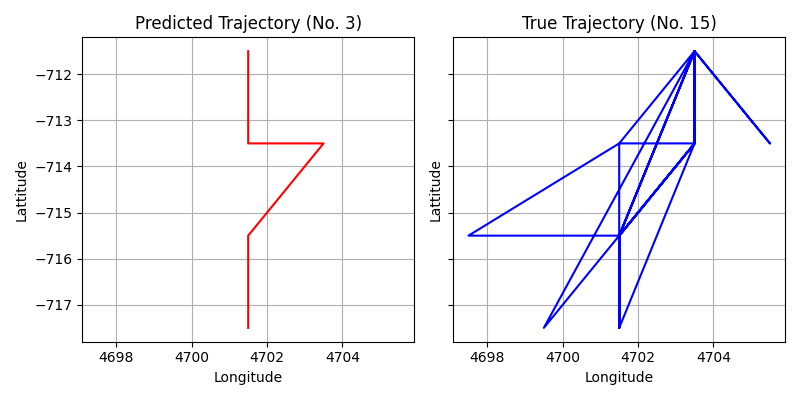 Predicted Trajectory (No. 3)
−712
−713
−714
−715
−716
−717
Lattitude
4698 4700 4702 4704
Longitude
True Trajectory (No. 15)
Lattitude
4698 4700 4702 4704
Longitude